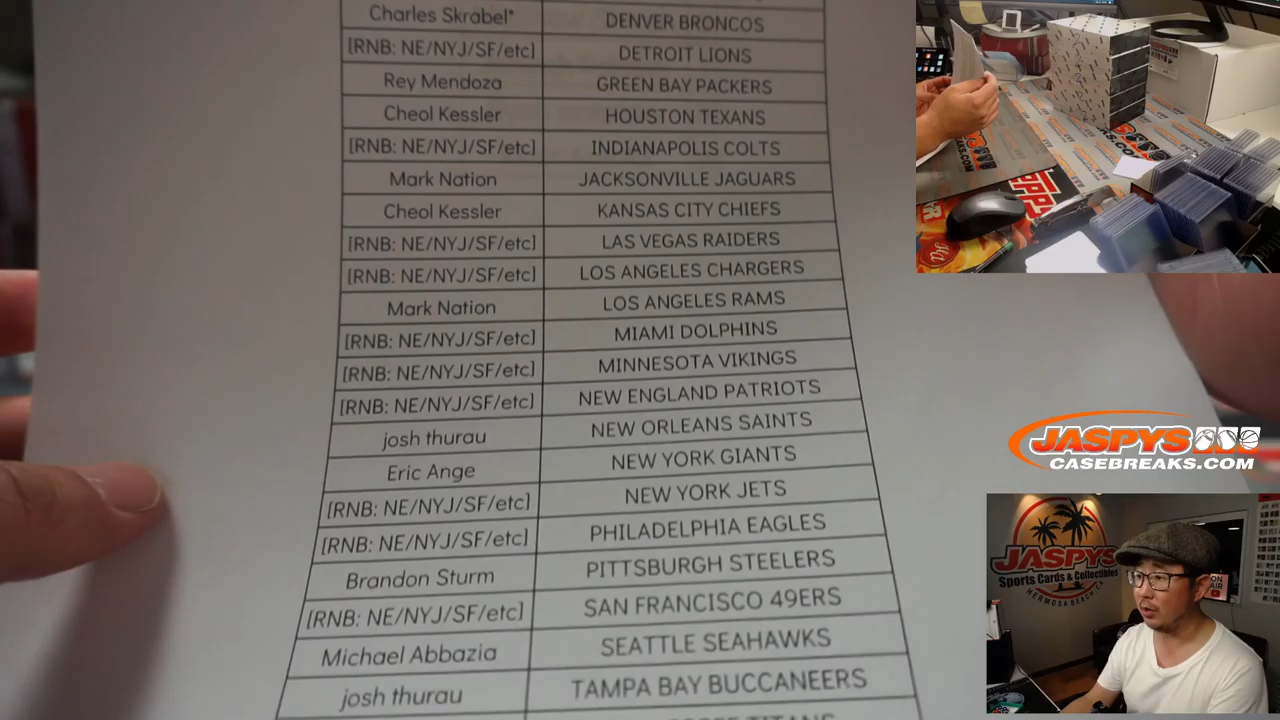 Charles Skrabel* DENVER BRONCOS
[RNB: NE/NYJ/SF/etc] DETROIT LIONS
Rey Mendoza GREEN BAY PACKERS
Cheol Kessler HOUSTON TEXANS
[RNB: NE/NYJ/SF/etc] INDIANAPOLIS COLTS
Mark Nation JACKSONVILLE JAGUARS
Cheol Kessler KANSAS CITY CHIEFS
[RNB: NE/NYJ/SF/etc] LAS VEGAS RAIDERS
[RNB: NE/NYJ/SF/etc] LOS ANGELES CHARGERS
Mark Nation LOS ANGELES RAMS
[RNB: NE/NYJ/SF/etc] MIAMI DOLPHINS
[RNB: NE/NYJ/SF/etc] MINNESOTA VIKINGS
[RNB: NE/NYJ/SF/etc] NEW ENGLAND PATRIOTS
josh thurau NEW ORLEANS SAINTS
Eric Ange NEW YORK GIANTS
[RNB: NE/NYJ/SF/etc] NEW YORK JETS
[RNB: NE/NYJ/SF/etc] PHILADELPHIA EAGLES
Brandon Sturm PITTSBURGH STEELERS
[RNB: NE/NYJ/SF/etc] SAN FRANCISCO 49ERS
Michael Abbazia SEATTLE SEAHAWKS
josh thurau TAMPA BAY BUCCANEERS
JASPYS
CASEBREAKS.COM
JASPYS
Sports Cards & Collectibles
HERMOSA BEACH, CA
ON
AIR